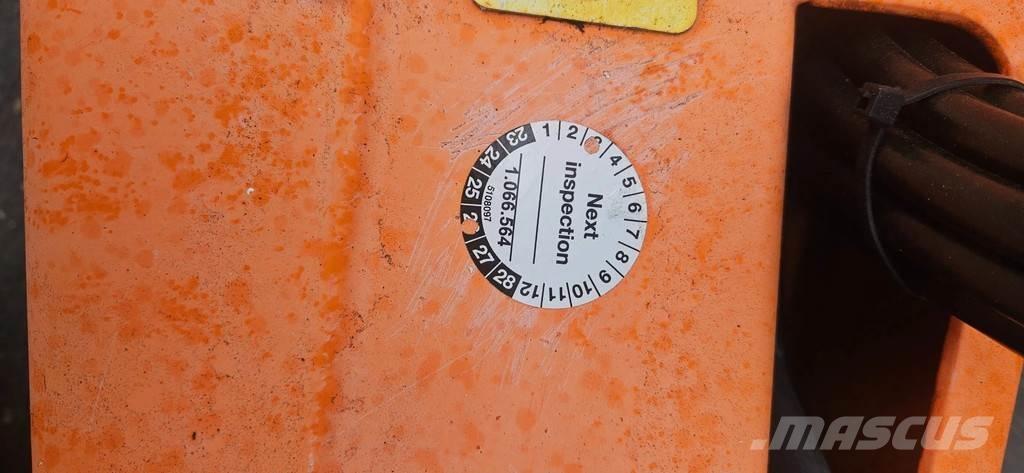 Next
inspection
1.066.564
5108097
1 2 3 4 5 6 7 8 9 10 11 12
23 24 25 2 27 28
MASCUS